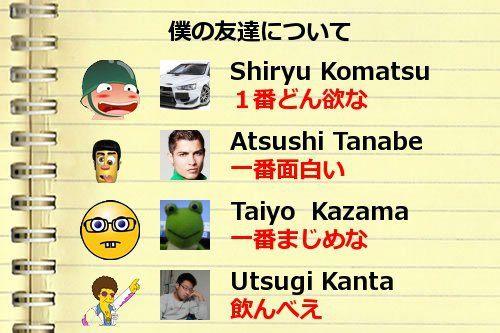 僕の友達について
Shiryu Komatsu
１番どん欲な
Atsushi Tanabe
一番面白い
Taiyo Kazama
一番まじめな
Utsugi Kanta
飲んべえ